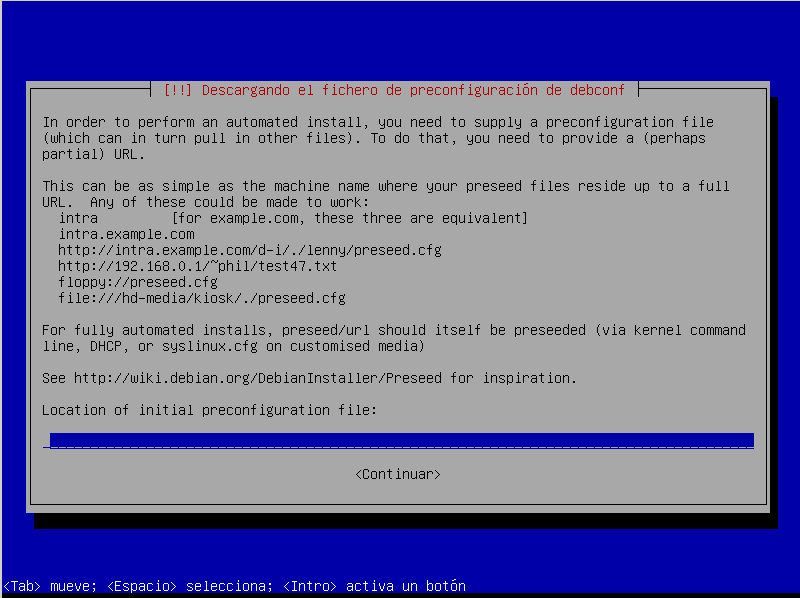 [!!] Descargando el fichero de preconfiguración de debconf
In order to perform an automated install, you need to supply a preconfiguration file
(which can in turn pull in other files). To do that, you need to provide a (perhaps
partial) URL.
This can be as simple as the machine name where your preseed files reside up to a full
URL.  Any of these could be made to work:
intra         [for example.com, these three are equivalent]
intra.example.com
http://intra.example.com/d-i/./lenny/preseed.cfg
http://192.168.0.1/~phil/test47.txt
floppy://preseed.cfg
file:///hd-media/kiosk/./preseed.cfg
For fully automated installs, preseed/url should itself be preseeded (via kernel command
line, DHCP, or syslinux.cfg on customised media)
See http://wiki.debian.org/DebianInstaller/Preseed for inspiration.
Location of initial preconfiguration file:
<Continuar>
<Tab> mueve; <Espacio> selecciona; <Intro> activa un botón